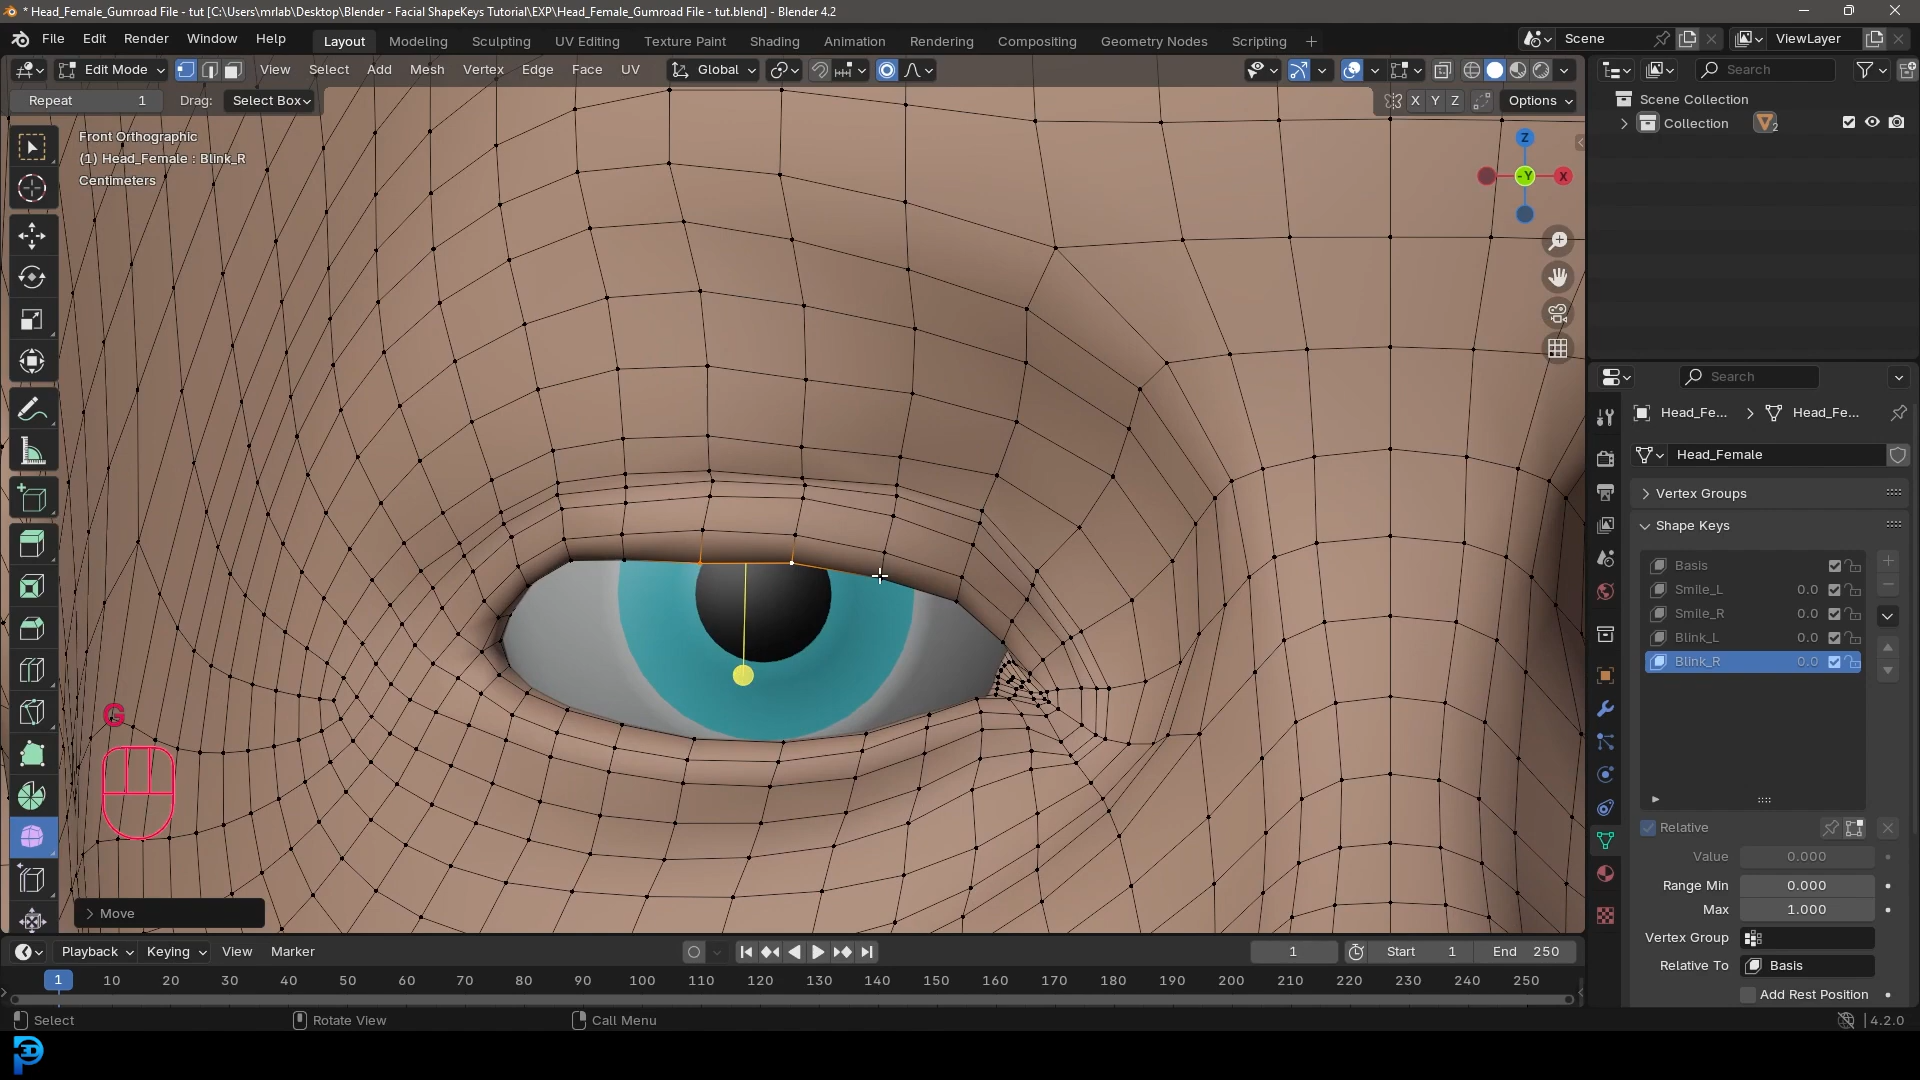 * Head_Female_Gumroad File - tut [C:\Users\mrlab\Desktop\Blender - Facial ShapeKeys Tutorial\EXP\Head_Female_Gumroad File - tut.blend] - Blender 4.2
File Edit Render Window Help Layout Modeling Sculpting UV Editing Texture Paint Shading Animation Rendering Compositing Geometry Nodes Scripting + Scene ViewLayer
Edit Mode View Select Add Mesh Vertex Edge Face UV Global Search
Repeat 1 Drag: Select Box X Y Z Options
Scene Collection
Collection 2
Front Orthographic
(1) Head_Female : Blink_R
Centimeters
Z
-Y X
Search
Head_Fe... Head_Fe...
Head_Female
Vertex Groups
Shape Keys
Basis
Smile_L 0.0
Smile_R 0.0
Blink_L 0.0
Blink_R 0.0
G
Relative
Value 0.000
Range Min 0.000
Max 1.000
Vertex Group
Relative To Basis
Add Rest Position
Move
Playback Keying View Marker 1 Start 1 End 250
1 10 20 30 40 50 60 70 80 90 100 110 120 130 140 150 160 170 180 190 200 210 220 230 240 250
Select Rotate View Call Menu 4.2.0
3D